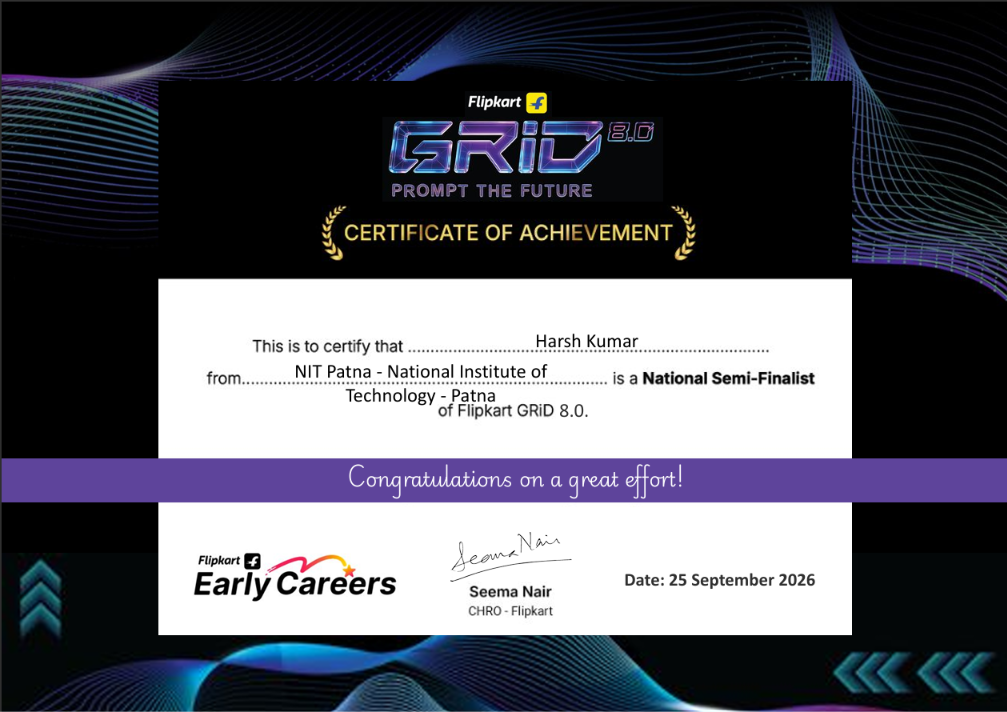 Flipkart
GRiD 8.0
PROMPT THE FUTURE
CERTIFICATE OF ACHIEVEMENT
This is to certify that ........ Harsh Kumar ........
from ........ NIT Patna - National Institute of ........ is a National Semi-Finalist
Technology - Patna
of Flipkart GRiD 8.0.
Congratulations on a great effort!
Flipkart
Early Careers
Seema Nair
Seema Nair
CHRO - Flipkart
Date: 25 September 2026